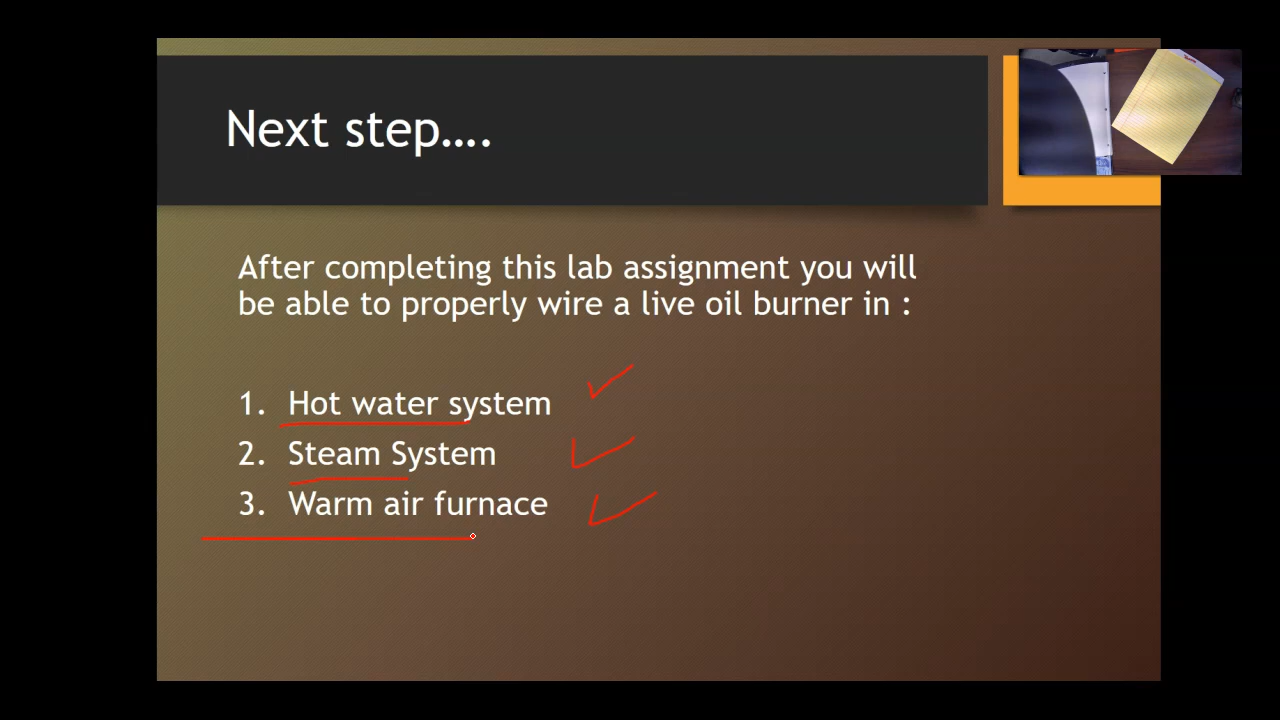 Next step....
After completing this lab assignment you will
be able to properly wire a live oil burner in :
1. Hot water system
2. Steam System
3. Warm air furnace